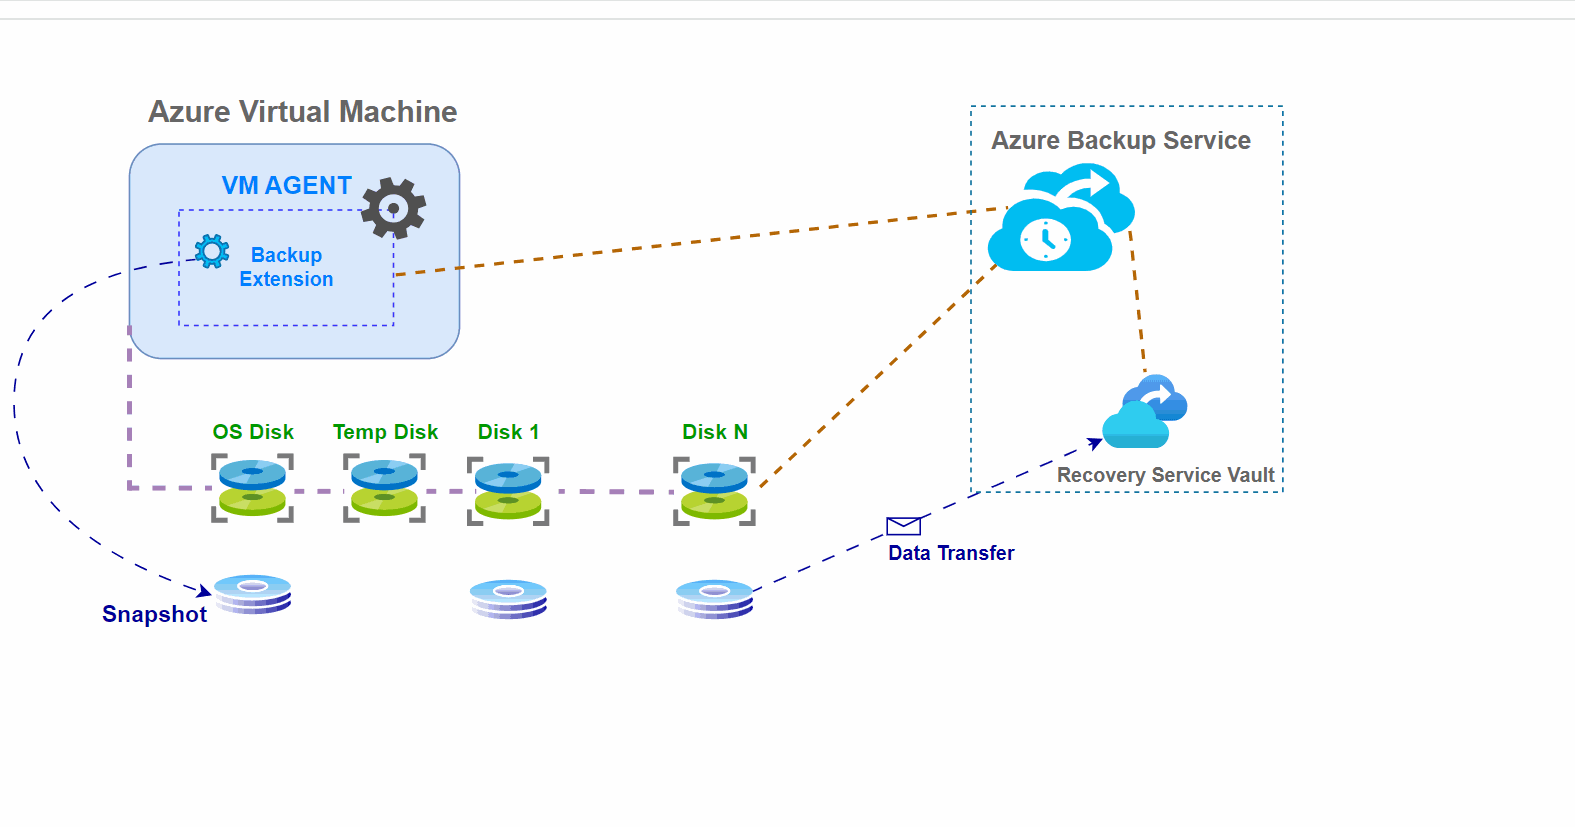 Azure Virtual Machine
VM AGENT
Backup
Extension
Azure Backup Service
OS Disk
Temp Disk
Disk 1
Disk N
Recovery Service Vault
Data Transfer
Snapshot